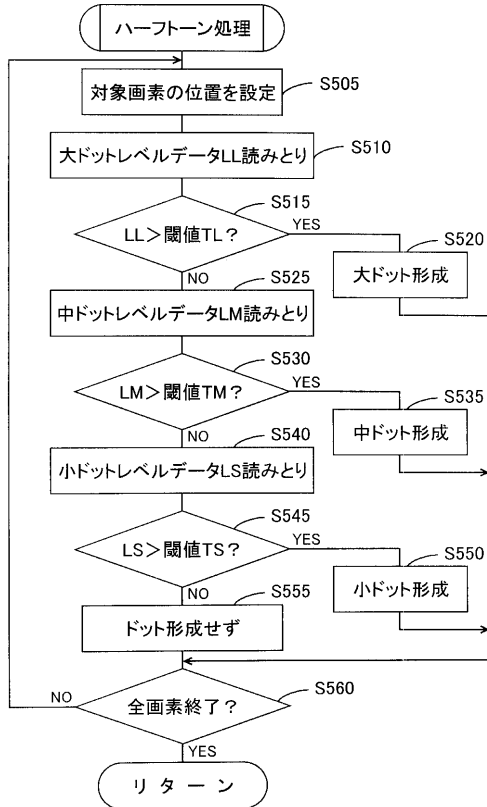 ハーフトーン処理
対象画素の位置を設定
S505
大ドットレベルデータLL読みとり
S510
S515
LL＞閾値TL？
YES
S520
大ドット形成
NO
S525
中ドットレベルデータLM読みとり
S530
LM＞閾値TM？
YES
S535
中ドット形成
NO
S540
小ドットレベルデータLS読みとり
S545
LS＞閾値TS？
YES
S550
小ドット形成
NO
S555
ドット形成せず
S560
NO
全画素終了？
YES
リターン